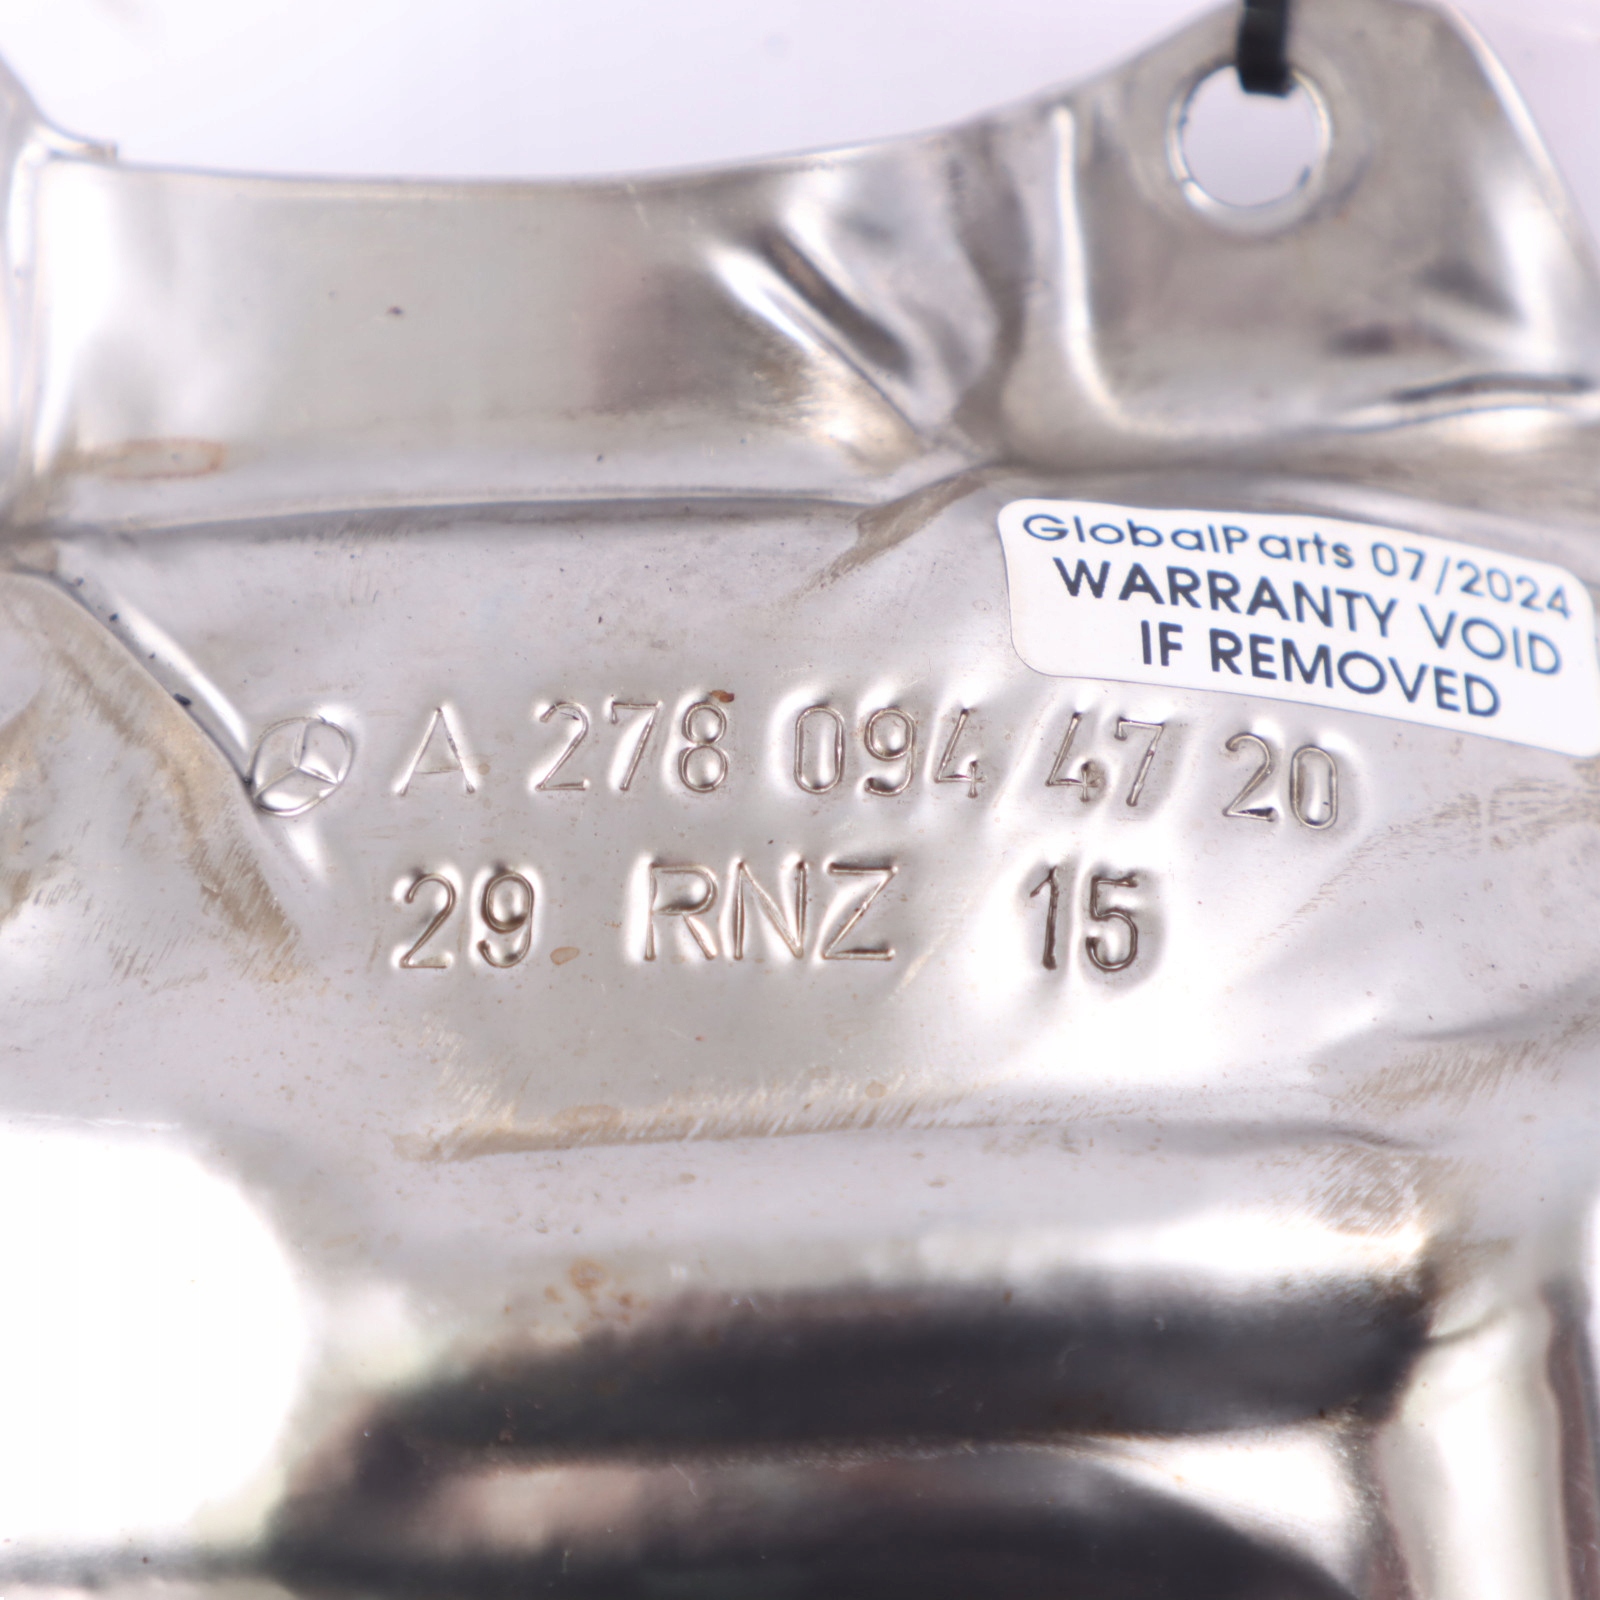 GlobalParts 07/2024
WARRANTY VOID
IF REMOVED
A 278 094 47 20
29 RNZ 15